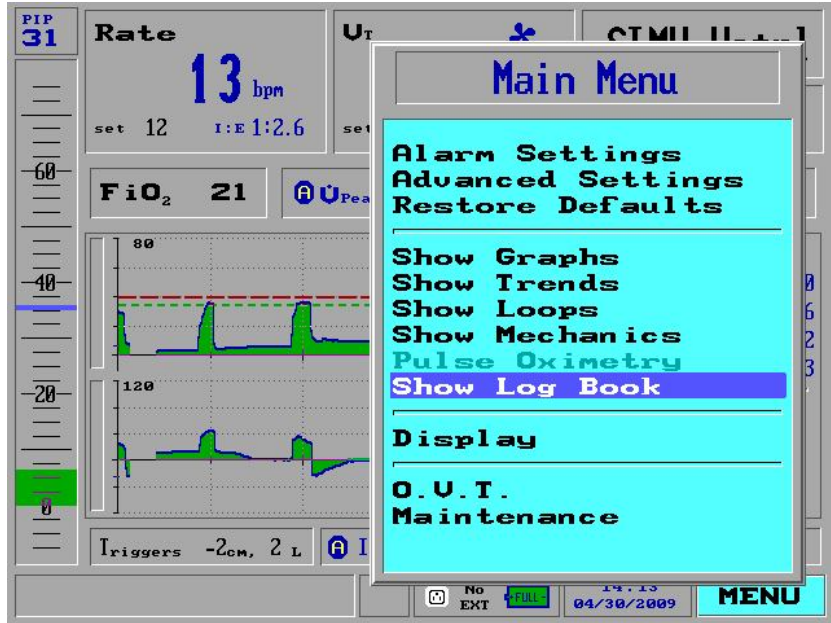 PIP
31
Rate
13 bpm
set 12 I:E 1:2.6
set
FiO₂ 21
60
40
20
0
80
120
Triggers -2cm, 2 L
Main Menu
Alarm Settings
Advanced Settings
Restore Defaults
Show Graphs
Show Trends
Show Loops
Show Mechanics
Pulse Oximetry
Show Log Book
Display
O.V.T.
Maintenance
No
EXT
FULL
14:13
04/30/2009
MENU